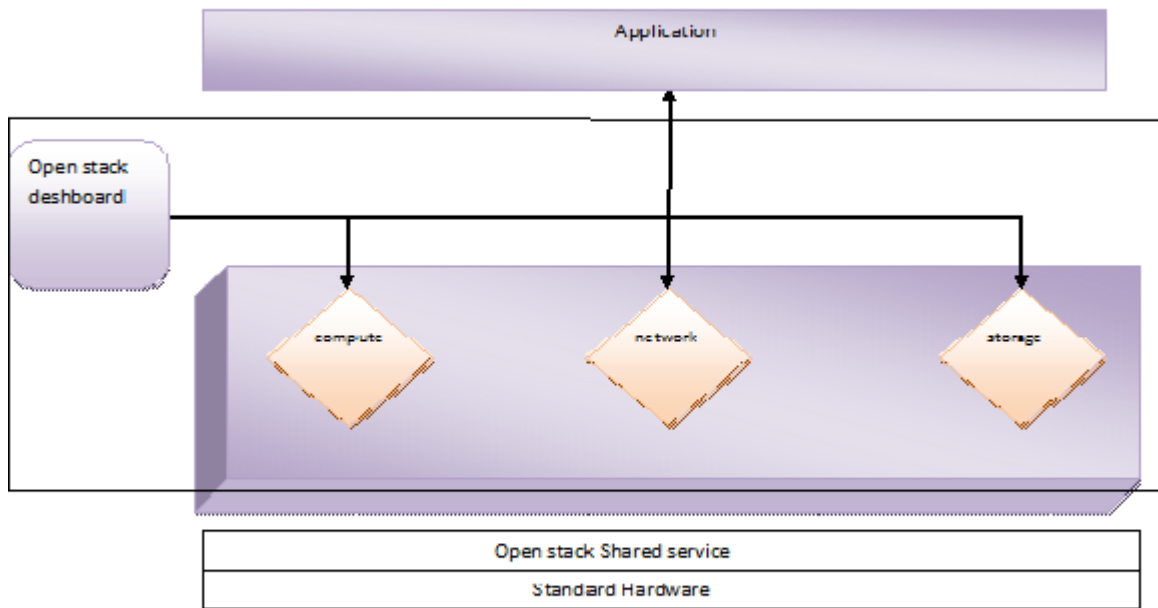 Application
Open stack
deshboard
compute
network
storage
Open stack Shared service
Standard Hardware